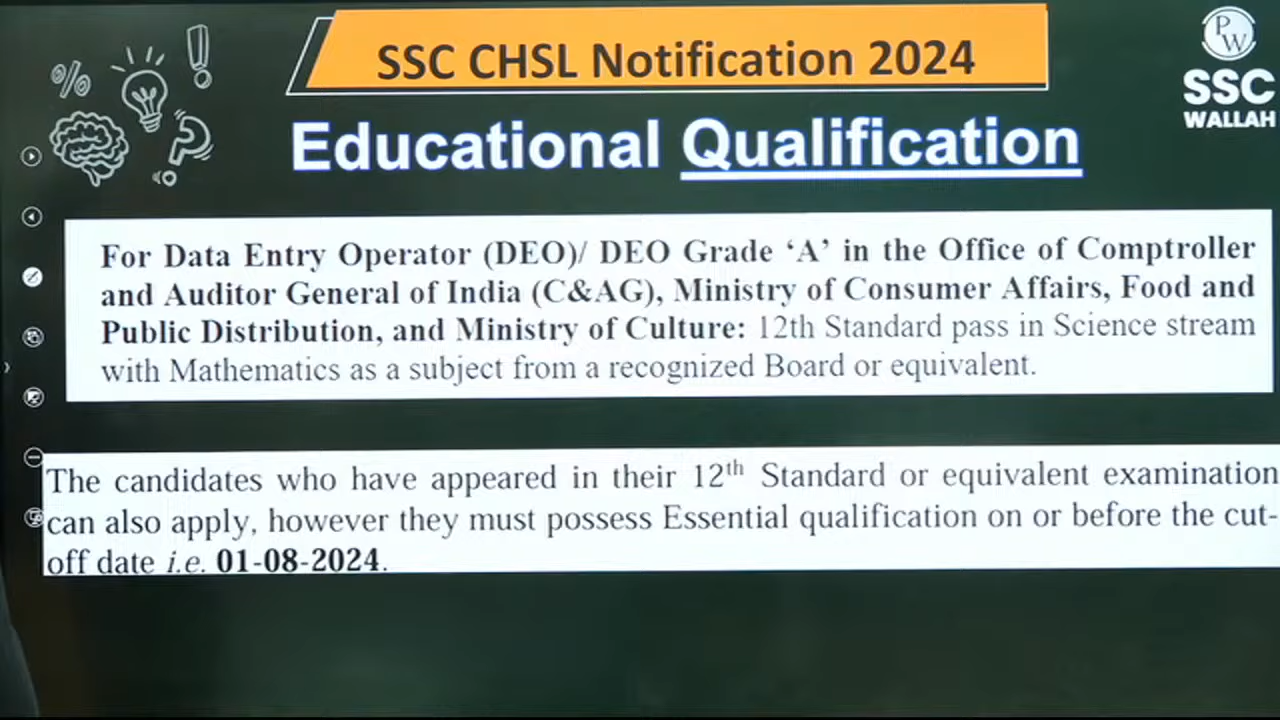 SSC CHSL Notification 2024
PW
SSC
WALLAH
Educational Qualification
For Data Entry Operator (DEO)/ DEO Grade ‘A’ in the Office of Comptroller
and Auditor General of India (C&AG), Ministry of Consumer Affairs, Food and
Public Distribution, and Ministry of Culture: 12th Standard pass in Science stream
with Mathematics as a subject from a recognized Board or equivalent.
The candidates who have appeared in their 12th Standard or equivalent examination
can also apply, however they must possess Essential qualification on or before the cut-
off date i.e. 01-08-2024.